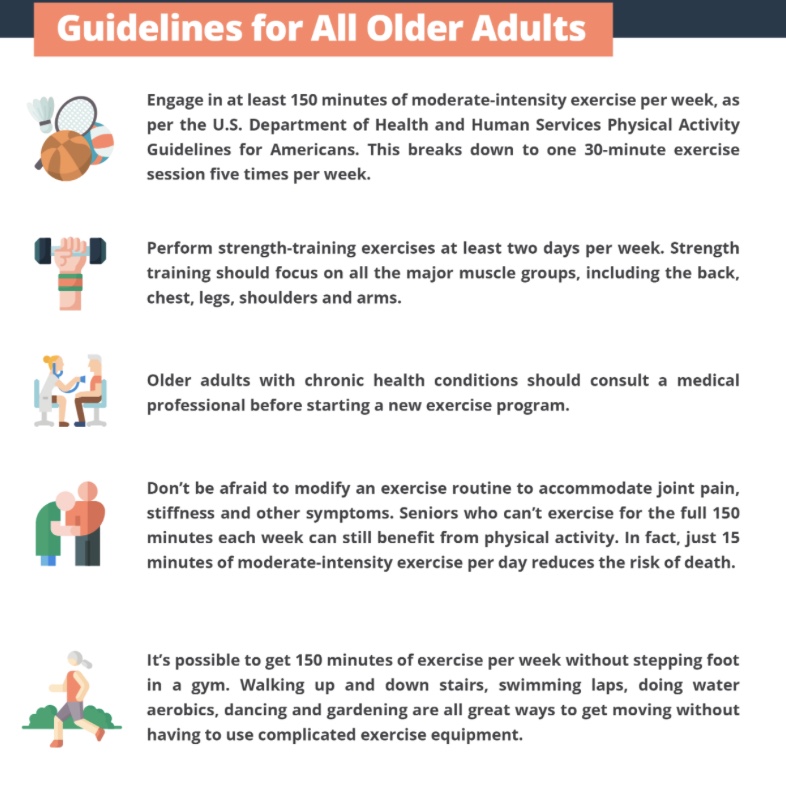 Guidelines for All Older Adults
Engage in at least 150 minutes of moderate-intensity exercise per week, as
per the U.S. Department of Health and Human Services Physical Activity
Guidelines for Americans. This breaks down to one 30-minute exercise
session five times per week.
Perform strength-training exercises at least two days per week. Strength
training should focus on all the major muscle groups, including the back,
chest, legs, shoulders and arms.
Older adults with chronic health conditions should consult a medical
professional before starting a new exercise program.
Don’t be afraid to modify an exercise routine to accommodate joint pain,
stiffness and other symptoms. Seniors who can’t exercise for the full 150
minutes each week can still benefit from physical activity. In fact, just 15
minutes of moderate-intensity exercise per day reduces the risk of death.
It’s possible to get 150 minutes of exercise per week without stepping foot
in a gym. Walking up and down stairs, swimming laps, doing water
aerobics, dancing and gardening are all great ways to get moving without
having to use complicated exercise equipment.